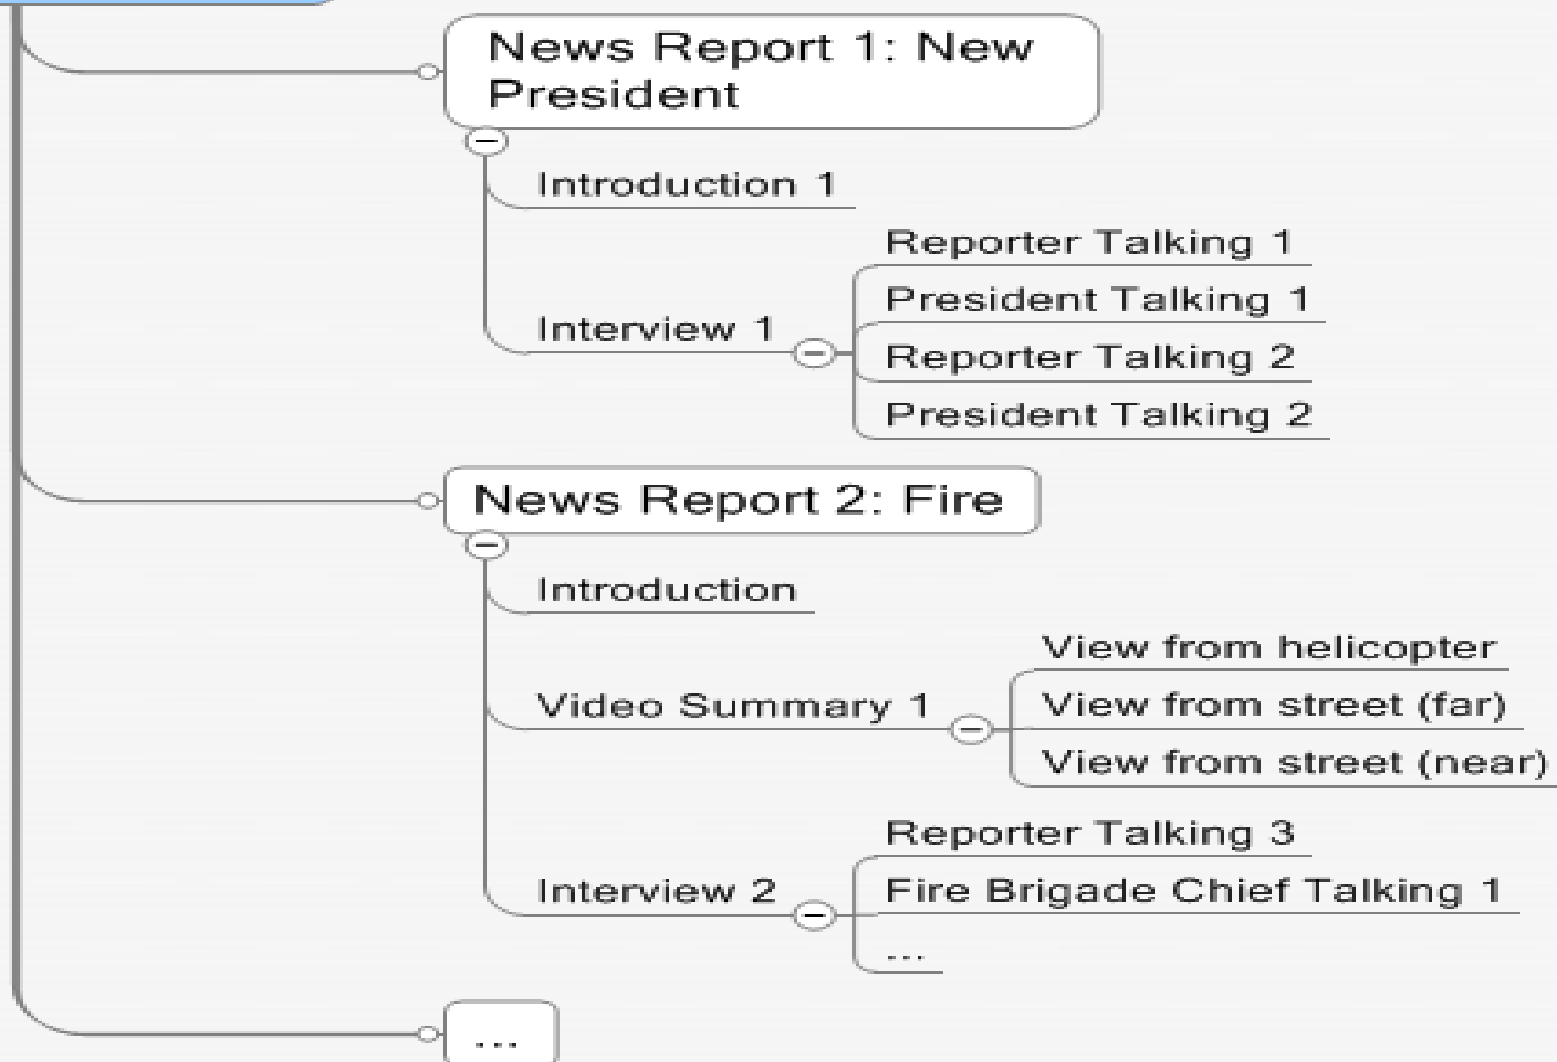 News Report 1: New
President
Introduction 1
Interview 1
Reporter Talking 1
President Talking 1
Reporter Talking 2
President Talking 2
News Report 2: Fire
Introduction
Video Summary 1
View from helicopter
View from street (far)
View from street (near)
Interview 2
Reporter Talking 3
Fire Brigade Chief Talking 1
...
...